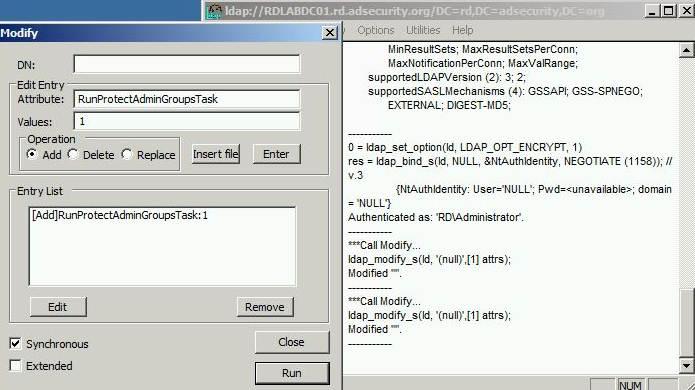 ldap://RDLABDC01.rd.adsecurity.org/DC=rd,DC=adsecurity,DC=org
Options Utilities Help
Modify
DN:
Edit Entry
Attribute: RunProtectAdminGroupsTask
Values: 1
Operation
Add Delete Replace Insert file Enter
Entry List
[Add]RunProtectAdminGroupsTask:1
Edit Remove
Synchronous
Extended
Close
Run
MinResultSets; MaxResultSetsPerConn;
MaxNotificationPerConn; MaxValRange;
supportedLDAPVersion (2): 3; 2;
supportedSASLMechanisms (4): GSSAPI; GSS-SPNEGO;
EXTERNAL; DIGEST-MD5;
-----------
0 = ldap_set_option(ld, LDAP_OPT_ENCRYPT, 1)
res = ldap_bind_s(ld, NULL, &NtAuthIdentity, NEGOTIATE (1158)); //
v.3
{NtAuthIdentity: User='NULL'; Pwd=<unavailable>; domain
= 'NULL'}
Authenticated as: 'RD\Administrator'.
-----------
***Call Modify...
ldap_modify_s(ld, '(null)',[1] attrs);
Modified "".
-----------
***Call Modify...
ldap_modify_s(ld, '(null)',[1] attrs);
Modified "".
-----------
NUM